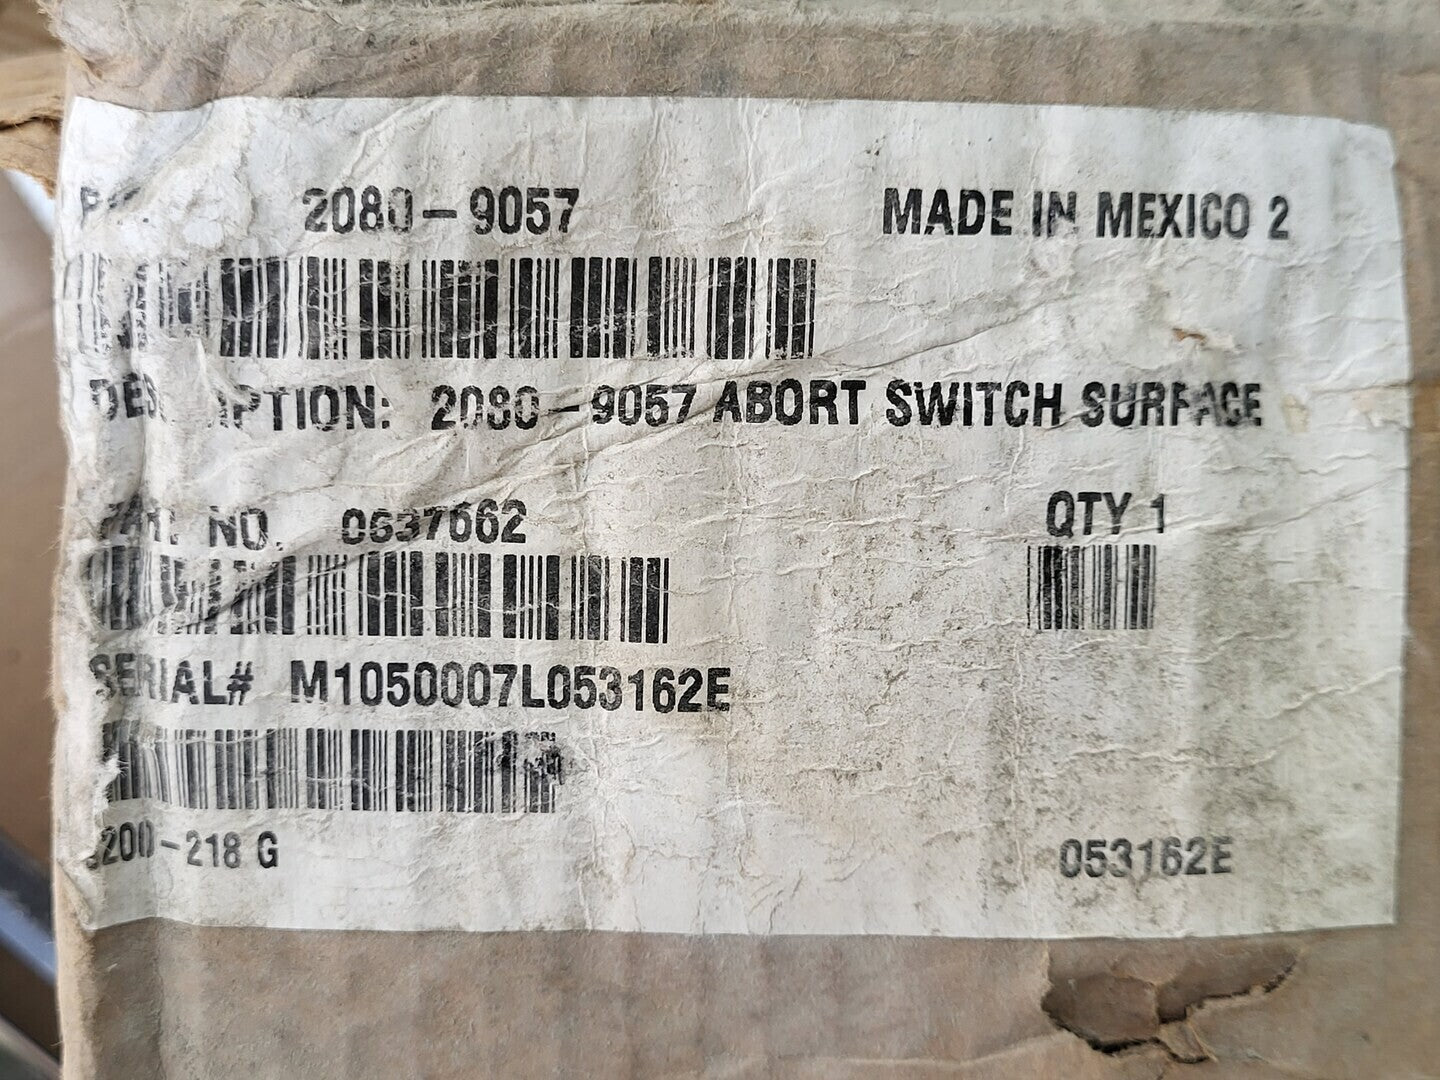 2080-9057 MADE IN MEXICO 2
DESCRIPTION: 2080-9057 ABORT SWITCH SURFACE
NO. 0637662 QTY 1
SERIAL# M1050007L053162E
-218 G 053162E